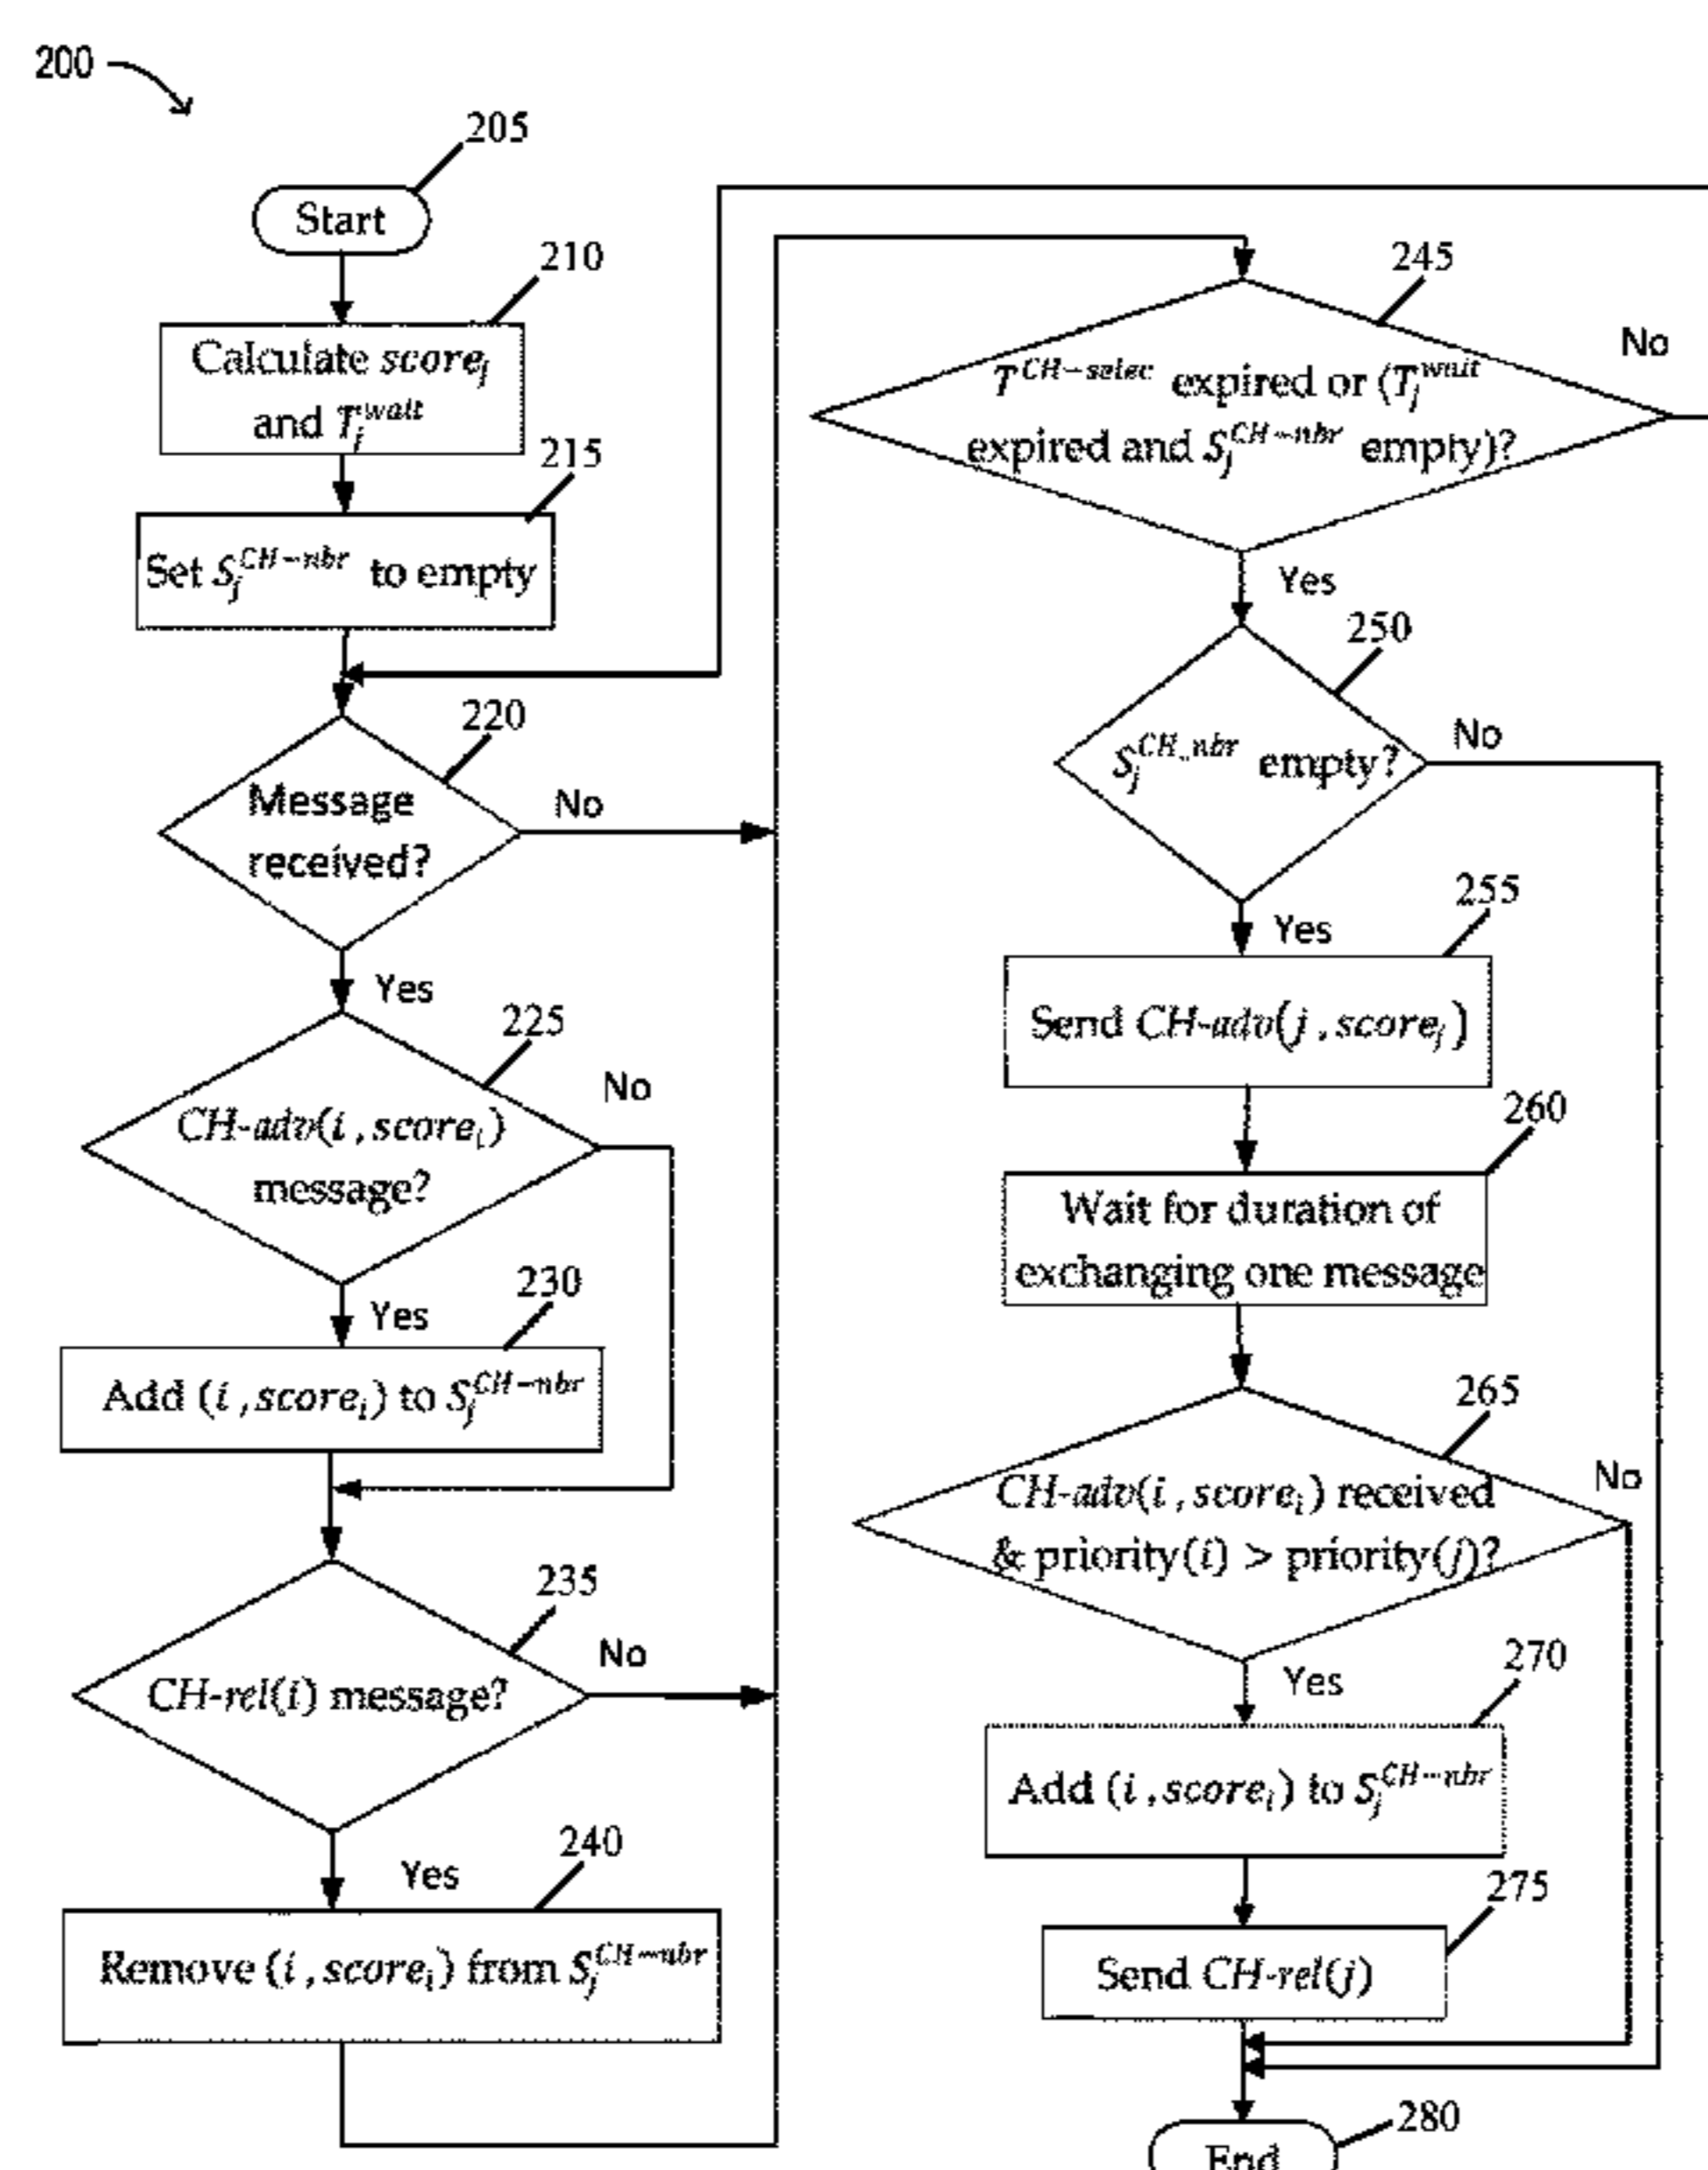 200
205
Start
210
Calculate score_j
and T_j^wait
215
Set S_j^CH-nbr to empty
220
Message
received?
No
Yes
225
CH-adv(i, score_i)
message?
No
Yes
230
Add (i, score_i) to S_j^CH-nbr
235
CH-rel(i) message?
No
Yes
240
Remove (i, score_i) from S_j^CH-nbr
245
T^CH-selec expired or (T_j^wait
expired and S_j^CH-nbr empty)?
No
Yes
250
S_j^CH-nbr empty?
No
Yes
255
Send CH-adv(j, score_j)
260
Wait for duration of
exchanging one message
265
CH-adv(i, score_i) received
& priority(i) > priority(j)?
No
Yes
270
Add (i, score_i) to S_j^CH-nbr
275
Send CH-rel(j)
280
End